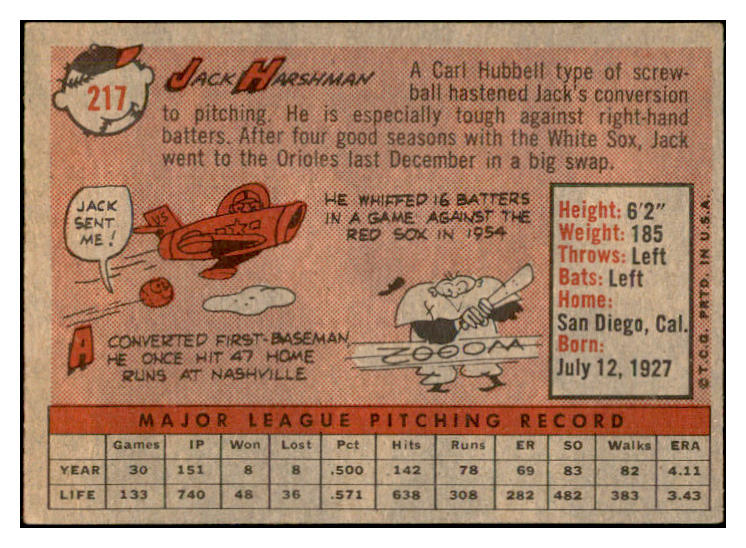 217
JACK HARSHMAN
A Carl Hubbell type of screw-
ball hastened Jack's conversion
to pitching. He is especially tough against right-hand
batters. After four good seasons with the White Sox, Jack
went to the Orioles last December in a big swap.
JACK
SENT
ME!
US
HE WHIFFED 16 BATTERS
IN A GAME AGAINST THE
RED SOX IN 1954
A CONVERTED FIRST-BASEMAN,
HE ONCE HIT 47 HOME
RUNS AT NASHVILLE
ZOOOM
Height: 6'2"
Weight: 185
Throws: Left
Bats: Left
Home:
San Diego, Cal.
Born:
July 12, 1927
©T.C.G. PRTD. IN U.S.A.
MAJOR LEAGUE PITCHING RECORD
Games IP Won Lost Pct Hits Runs ER SO Walks ERA
YEAR 30 151 8 8 .500 .142 78 69 83 82 4.11
LIFE 133 740 48 36 .571 638 308 282 482 383 3.43